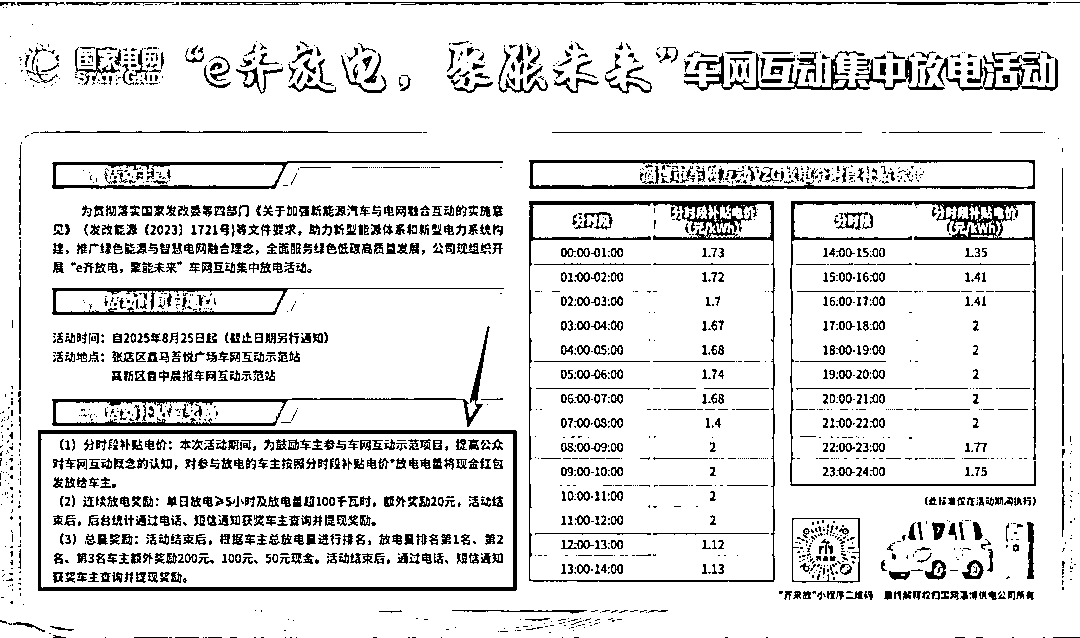 国家电网
STATE GRID
“e齐放电，聚能未来”车网互动集中放电活动
为贯彻落实国家发改委等四部门《关于加强新能源汽车与电网融合互动的实施意
见》（发改能源〔2023〕1721号)等文件要求，助力新型能源体系和新型电力系统构
建，推广绿色能源与智慧电网融合理念，全面服务绿色低碳高质量发展，公司现组织开
展“e齐放电，聚能未来”车网互动集中放电活动。
活动时间：自2025年8月25日起（截止日期另行通知）
活动地点：张店区鑫马吾悦广场车网互动示范站
高新区鲁中晨报车网互动示范站
（1）分时段补贴电价：本次活动期间，为鼓励车主参与车网互动示范项目，提高公众
对车网互动概念的认知，对参与放电的车主按照分时段补贴电价*放电电量将现金红包
发放给车主。
（2）连续放电奖励：单日放电≥5小时及放电量超100千瓦时，额外奖励20元，活动结
束后，后台统计通过电话、短信通知获奖车主查询并提现奖励。
（3）总量奖励：活动结束后，根据车主总放电量进行排名，放电量排名第1名、第2
名、第3名车主额外奖励200元、100元、50元现金。活动结束后，通过电话、短信通知
获奖车主查询并提现奖励。
淄博市车网互动V2G放电分时段补贴标准
分时段 分时段补贴电价（元/kWh）
00:00-01:00 1.73
01:00-02:00 1.72
02:00-03:00 1.7
03:00-04:00 1.67
04:00-05:00 1.68
05:00-06:00 1.74
06:00-07:00 1.68
07:00-08:00 1.4
08:00-09:00 2
09:00-10:00 2
10:00-11:00 2
11:00-12:00 2
12:00-13:00 1.12
13:00-14:00 1.13
分时段 分时段补贴电价（元/kWh）
14:00-15:00 1.35
15:00-16:00 1.41
16:00-17:00 1.41
17:00-18:00 2
18:00-19:00 2
19:00-20:00 2
20:00-21:00 2
21:00-22:00 2
22:00-23:00 1.77
23:00-24:00 1.75
（此标准仅在活动期间执行）
“齐来放”小程序二维码 最终解释权归国网淄博供电公司所有